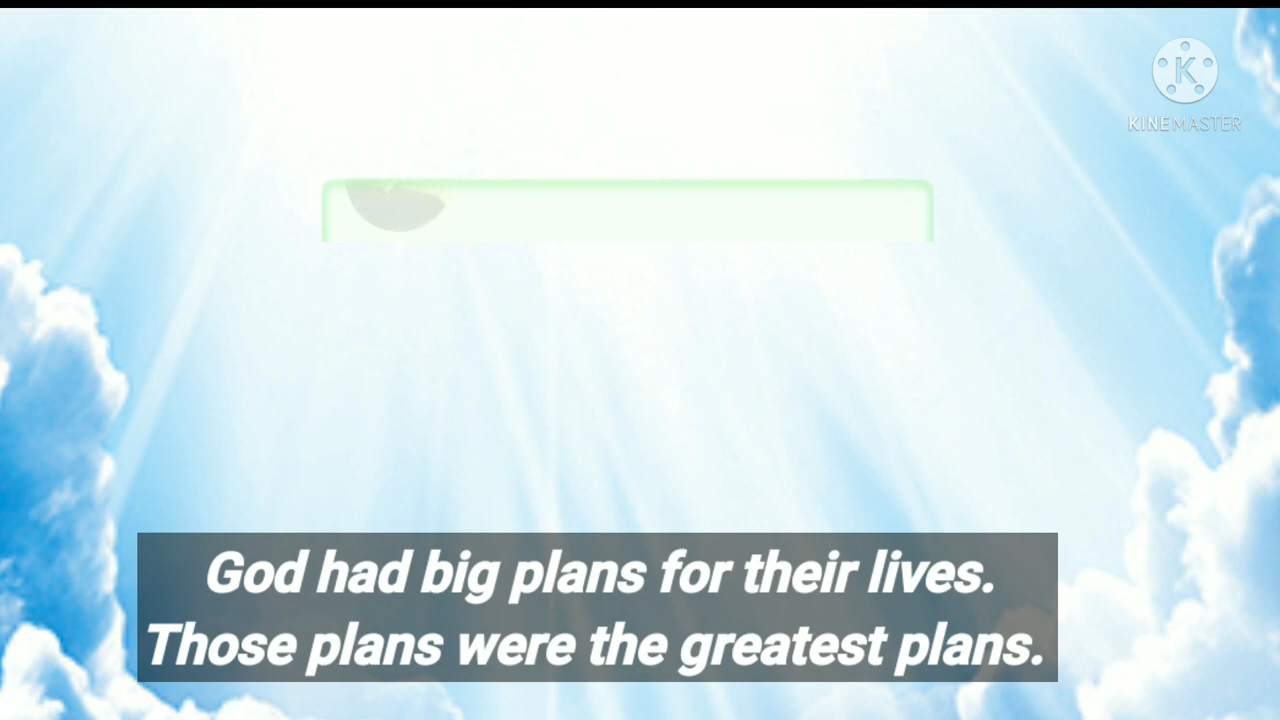 K
KINEMASTER
God had big plans for their lives.
Those plans were the greatest plans.